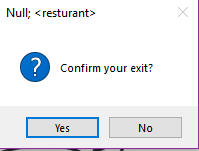 Null; <resturant>
Confirm your exit?
Yes
No